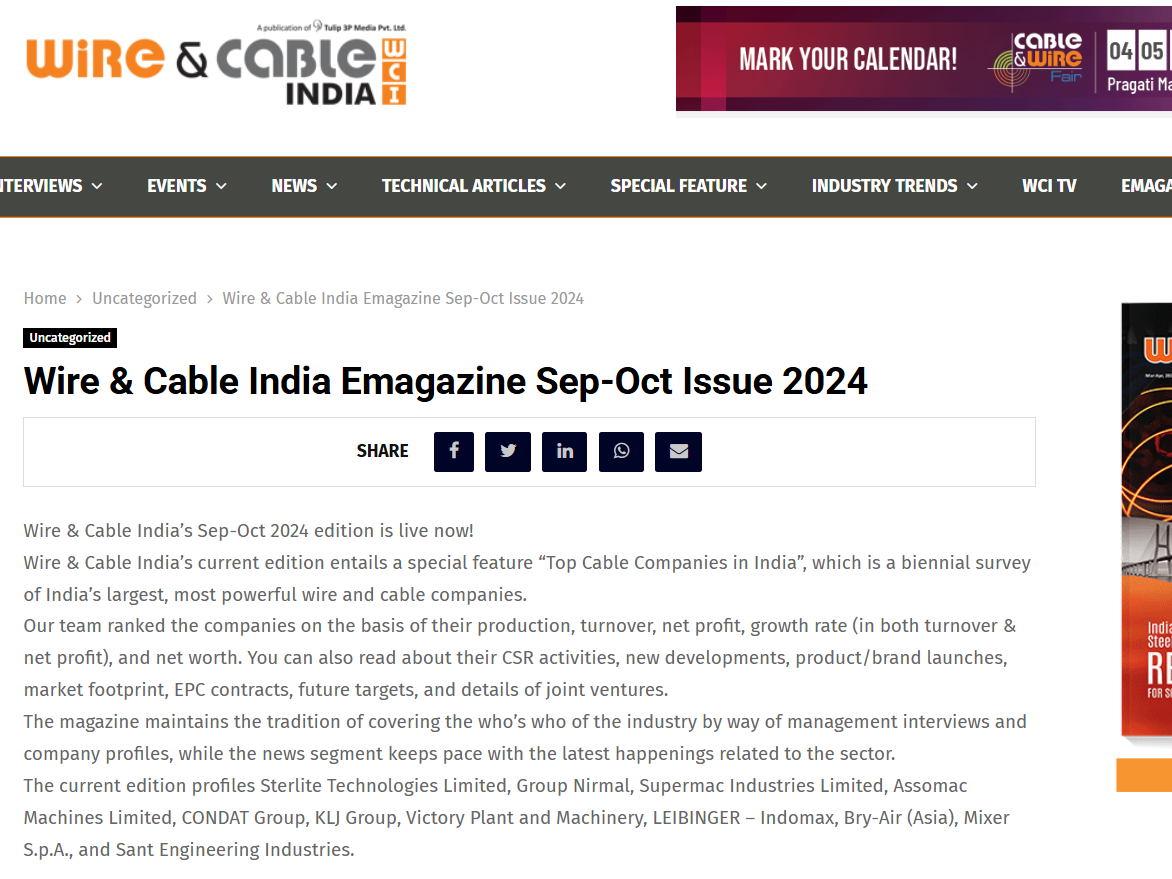 A publication of Tulip 3P Media Pvt. Ltd.
WIRE & CABLE
INDIA
WCI
MARK YOUR CALENDAR!
CABLE
&WIRE
Fair
04 05
Pragati
EVENTS NEWS TECHNICAL ARTICLES SPECIAL FEATURE INDUSTRY TRENDS WCI TV
Home > Uncategorized > Wire & Cable India Emagazine Sep-Oct Issue 2024
Uncategorized
Wire & Cable India Emagazine Sep-Oct Issue 2024
SHARE
Wire & Cable India’s Sep-Oct 2024 edition is live now!
Wire & Cable India’s current edition entails a special feature “Top Cable Companies in India”, which is a biennial survey
of India’s largest, most powerful wire and cable companies.
Our team ranked the companies on the basis of their production, turnover, net profit, growth rate (in both turnover &
net profit), and net worth. You can also read about their CSR activities, new developments, product/brand launches,
market footprint, EPC contracts, future targets, and details of joint ventures.
The magazine maintains the tradition of covering the who’s who of the industry by way of management interviews and
company profiles, while the news segment keeps pace with the latest happenings related to the sector.
The current edition profiles Sterlite Technologies Limited, Group Nirmal, Supermac Industries Limited, Assomac
Machines Limited, CONDAT Group, KLJ Group, Victory Plant and Machinery, LEIBINGER – Indomax, Bry-Air (Asia), Mixer
S.p.A., and Sant Engineering Industries.